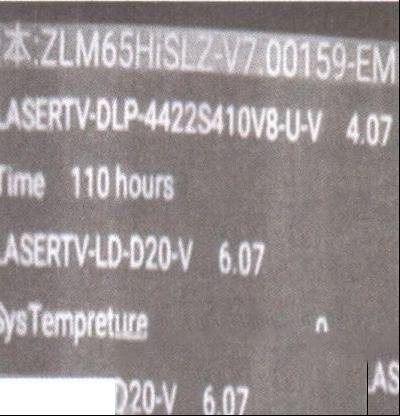 本:ZLM65HiSLZ-V7.00159-EM
LASERTV-DLP-4422S410V8-U-V 4.07
Time 110 hours
LASERTV-LD-D20-V 6.07
SysTempreture
D20-V 6.07
AS